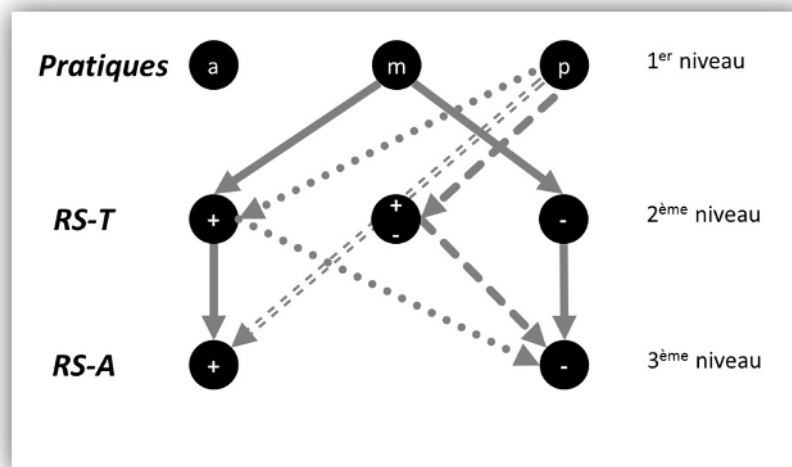 Pratiques a m p 1er niveau
RS-T + + - - 2ème niveau
RS-A + - 3ème niveau